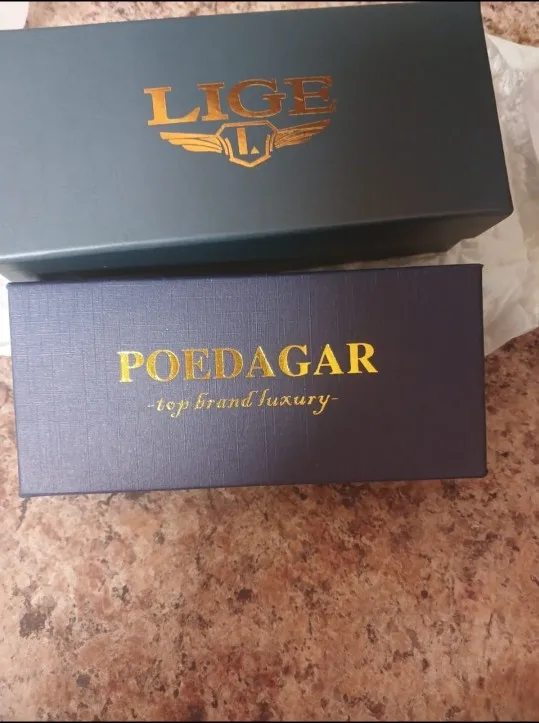 LIGE
L
POEDAGAR
-top brand luxury-